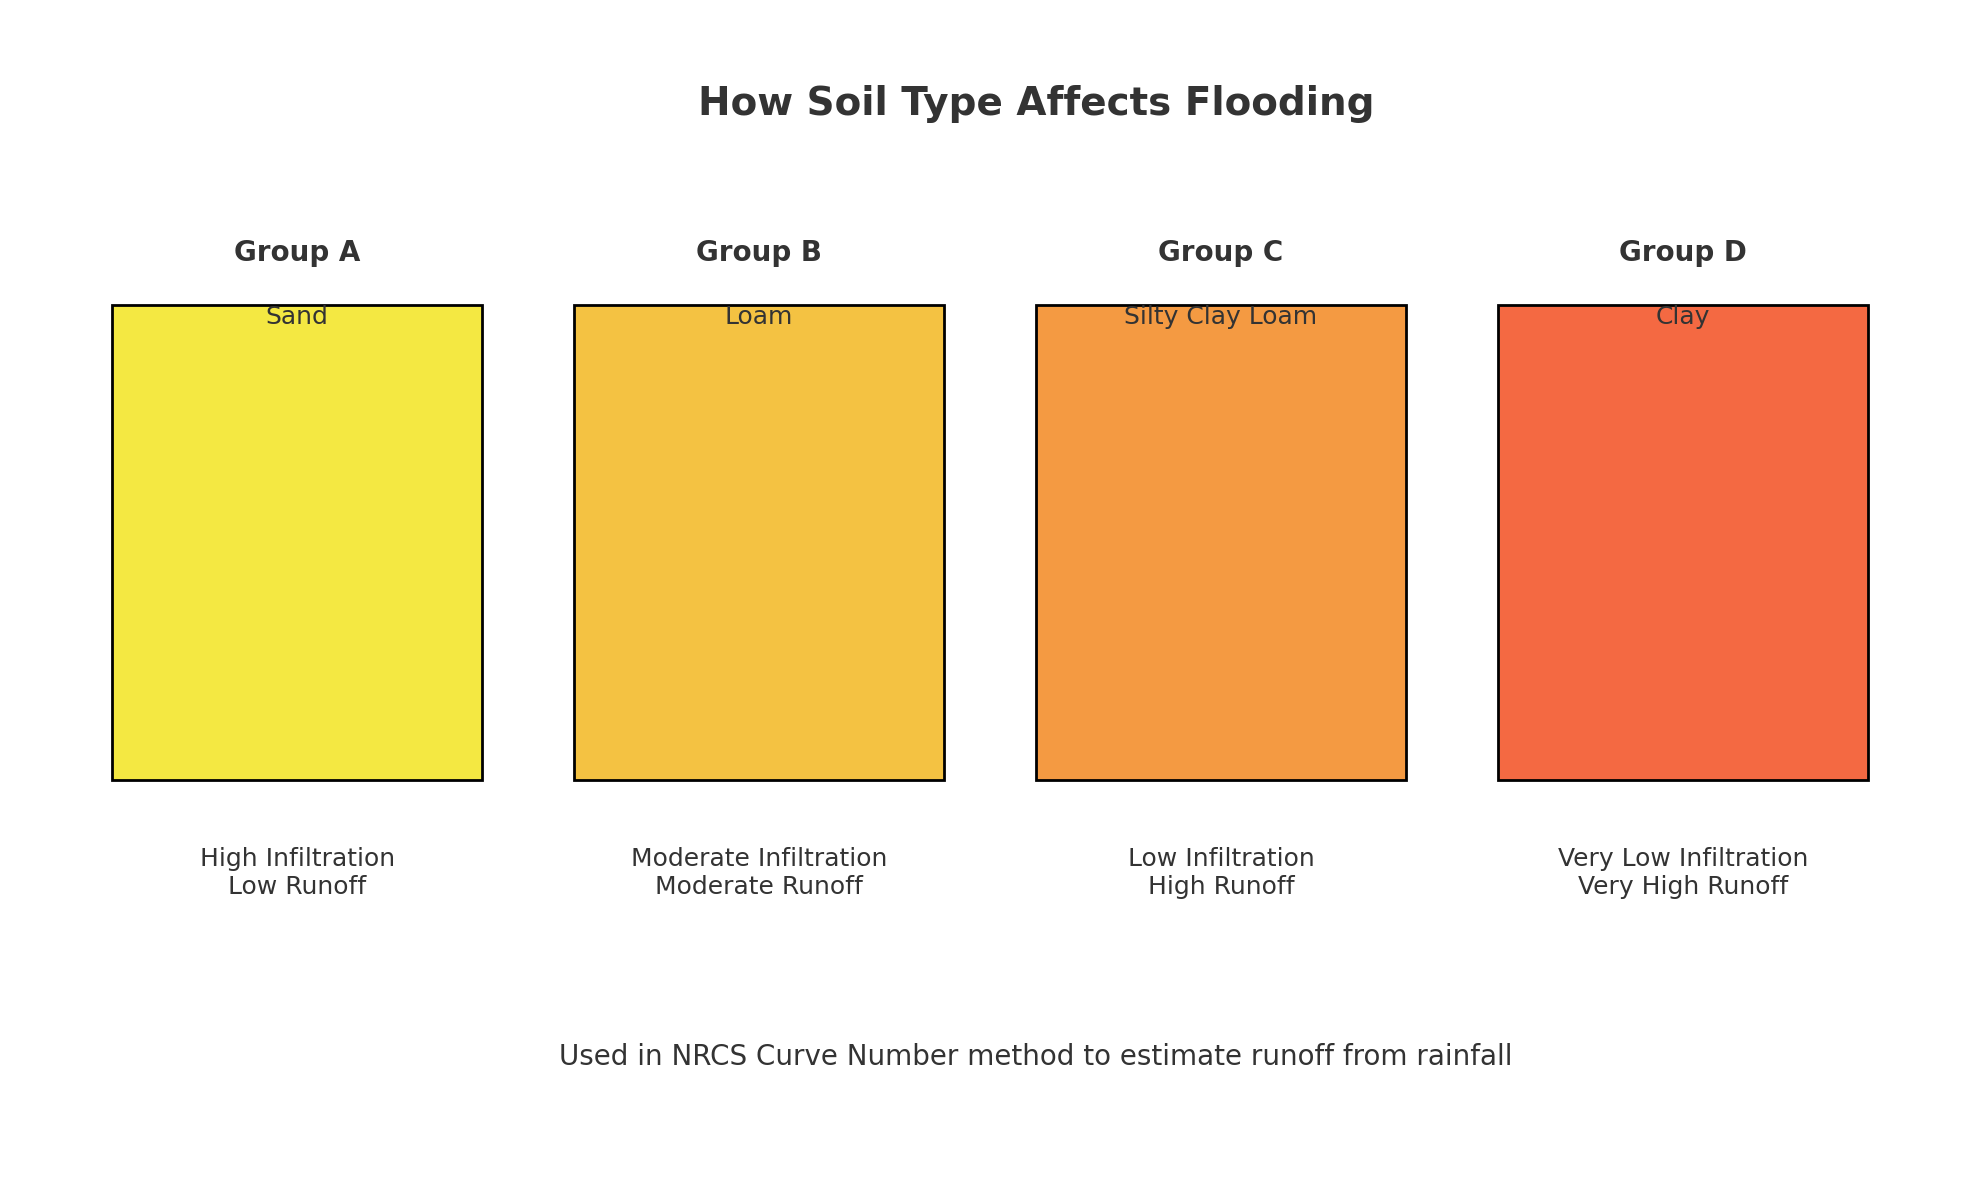 How Soil Type Affects Flooding
Group A
Group B
Group C
Group D
Sand
Loam
Silty Clay Loam
Clay
High Infiltration
Low Runoff
Moderate Infiltration
Moderate Runoff
Low Infiltration
High Runoff
Very Low Infiltration
Very High Runoff
Used in NRCS Curve Number method to estimate runoff from rainfall